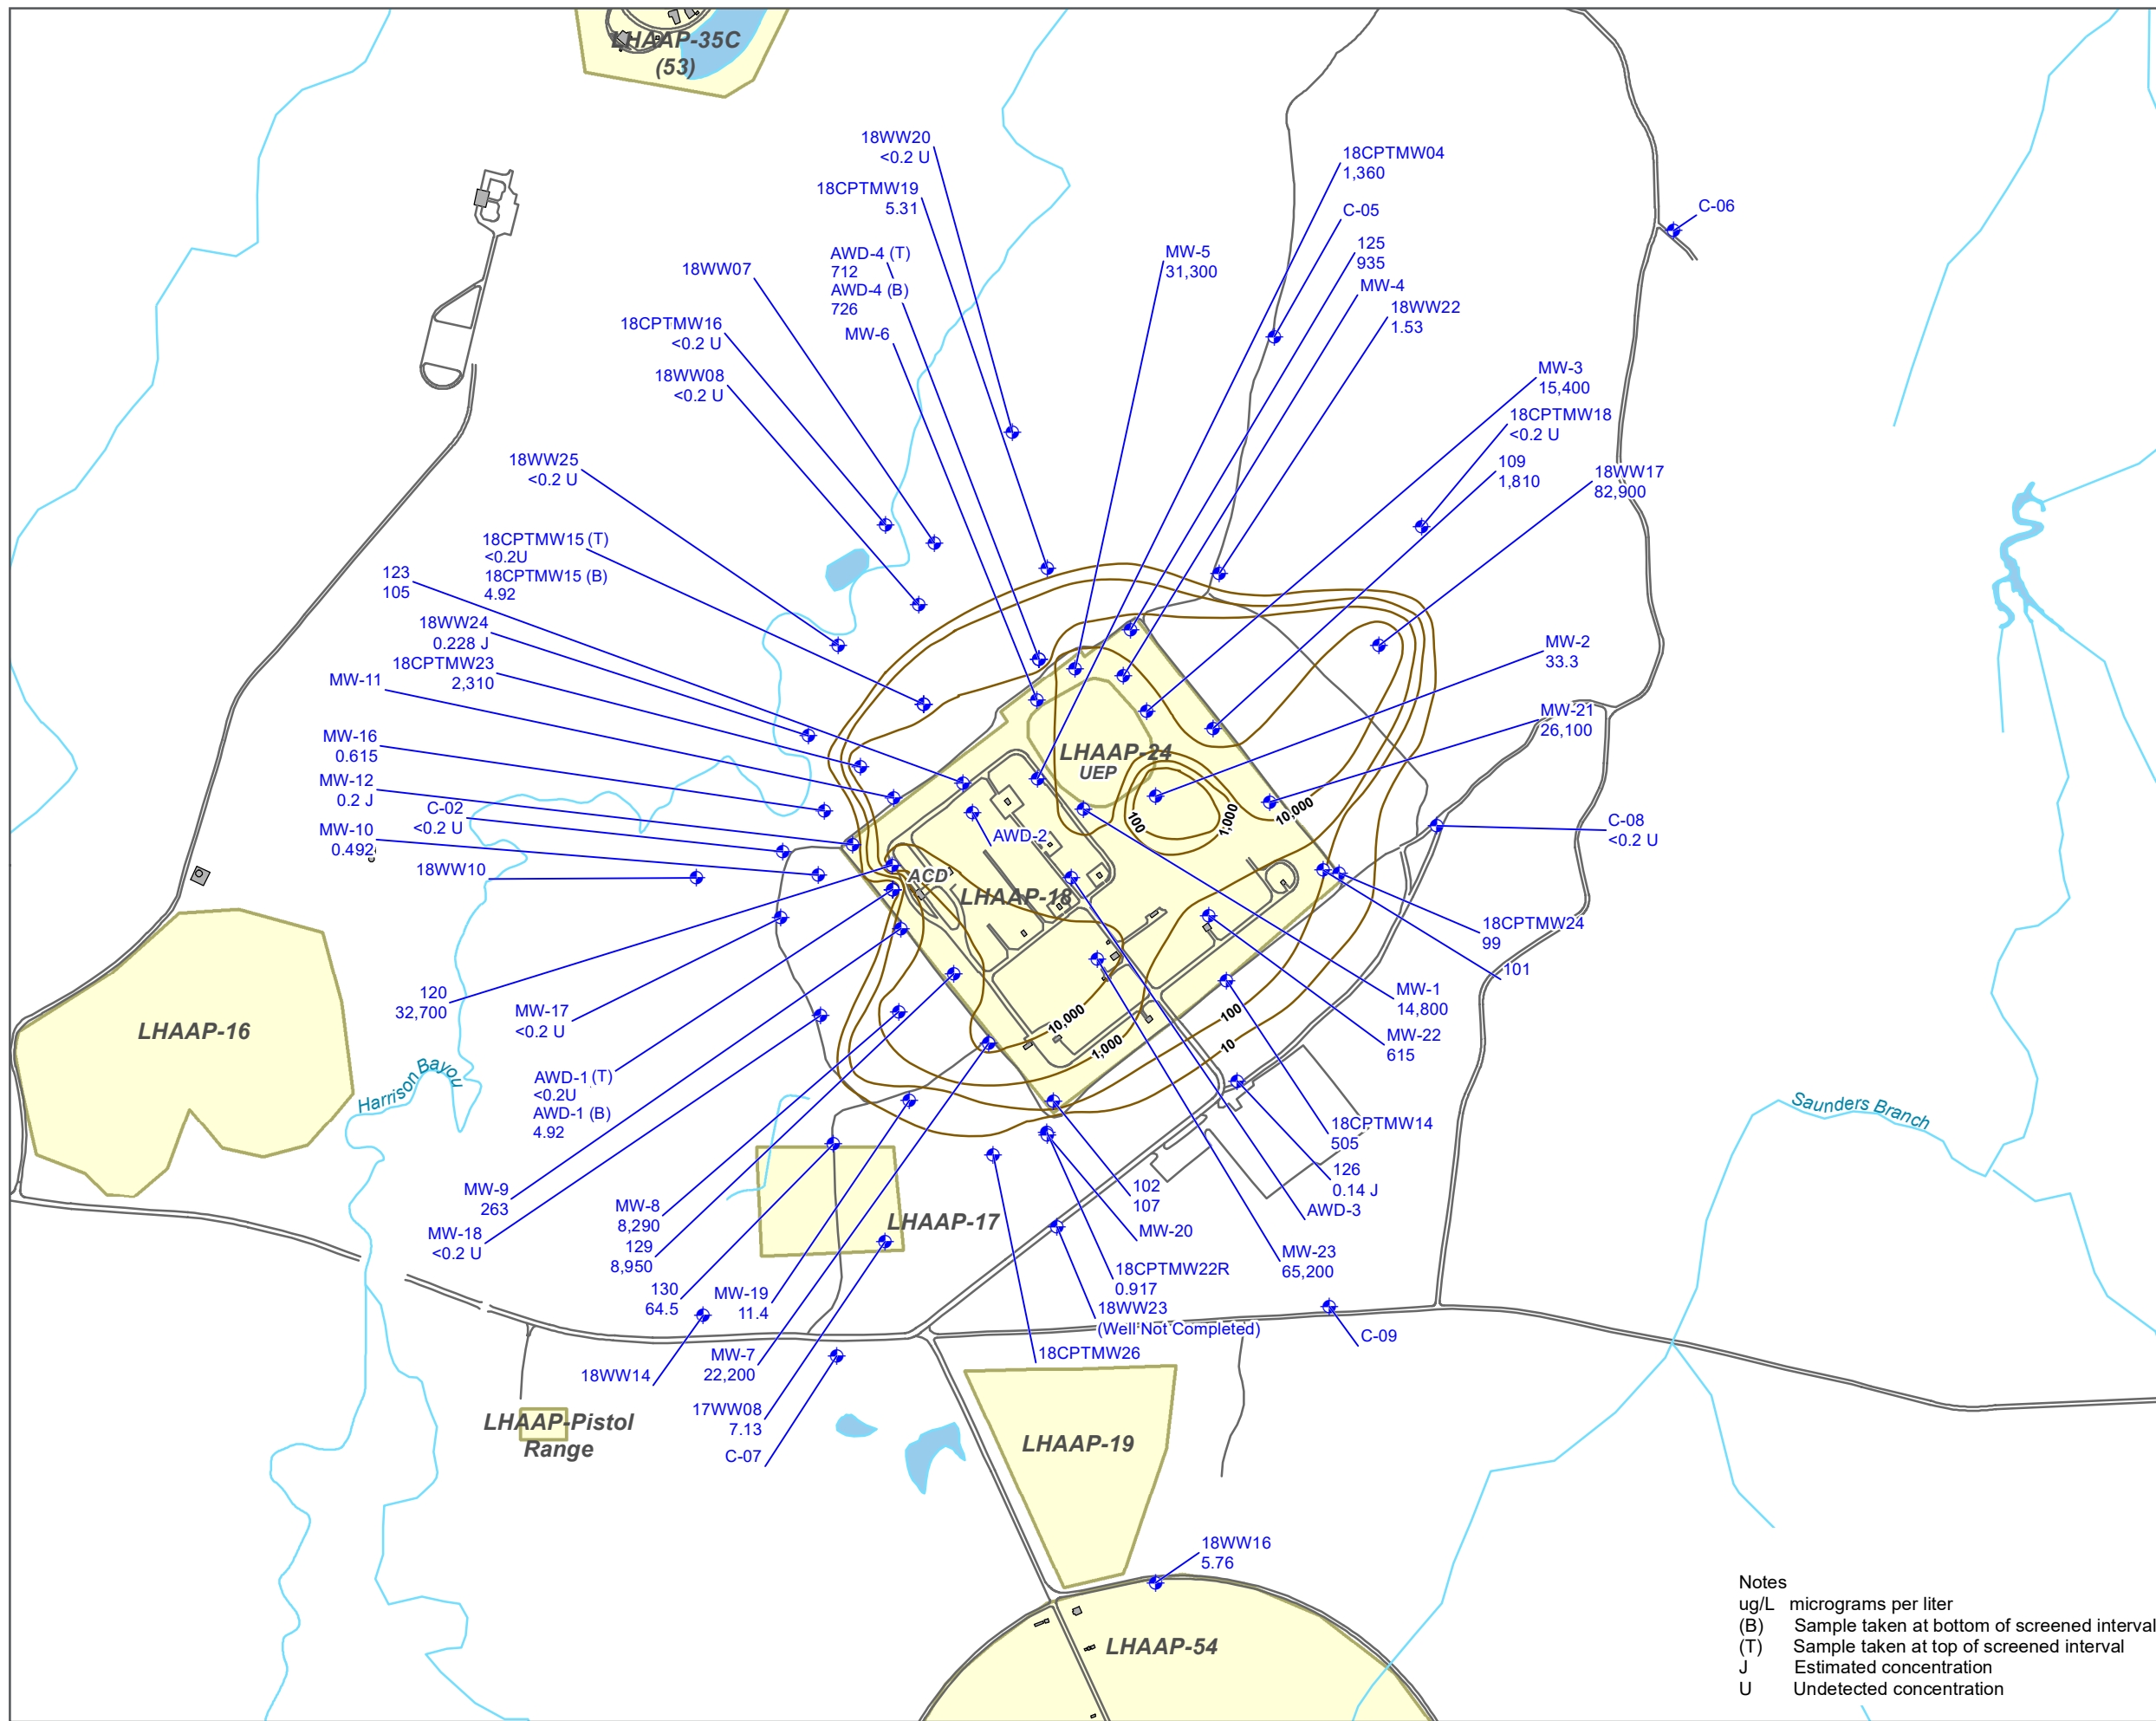 LHAAP-35C
(53)
18WW20
<0.2 U
18CPTMW19
5.31
AWD-4 (T)
712
AWD-4 (B)
726
MW-6
18WW07
18CPTMW16
<0.2 U
18WW08
<0.2 U
18WW25
<0.2 U
18CPTMW15 (T)
<0.2U
18CPTMW15 (B)
4.92
123
105
18WW24
0.228 J
18CPTMW23
2,310
MW-11
MW-16
0.615
MW-12
0.2 J
C-02
<0.2 U
MW-10
0.492
18WW10
18CPTMW04
1,360
C-05
125
935
MW-4
18WW22
1.53
MW-5
31,300
C-06
MW-3
15,400
18CPTMW18
<0.2 U
109
1,810
18WW17
82,900
MW-2
33.3
MW-21
26,100
C-08
<0.2 U
LHAAP-24
UEP
100
1,000
10,000
AWD-2
ACD
LHAAP-18
18CPTMW24
99
101
MW-1
14,800
MW-22
615
10,000
1,000
100
10
120
32,700
MW-17
<0.2 U
AWD-1 (T)
<0.2U
AWD-1 (B)
4.92
LHAAP-16
Harrison Bayou
Saunders Branch
MW-9
263
MW-18
<0.2 U
MW-8
8,290
129
8,950
130
64.5
MW-19
11.4
MW-7
22,200
18WW14
17WW08
7.13
C-07
LHAAP-17
18CPTMW14
505
126
0.14 J
AWD-3
102
107
MW-20
MW-23
65,200
18CPTMW22R
0.917
18WW23
(Well Not Completed)
18CPTMW26
C-09
LHAAP-Pistol
Range
LHAAP-19
18WW16
5.76
LHAAP-54
Notes
ug/L micrograms per liter
(B) Sample taken at bottom of screened interval
(T) Sample taken at top of screened interval
J Estimated concentration
U Undetected concentration